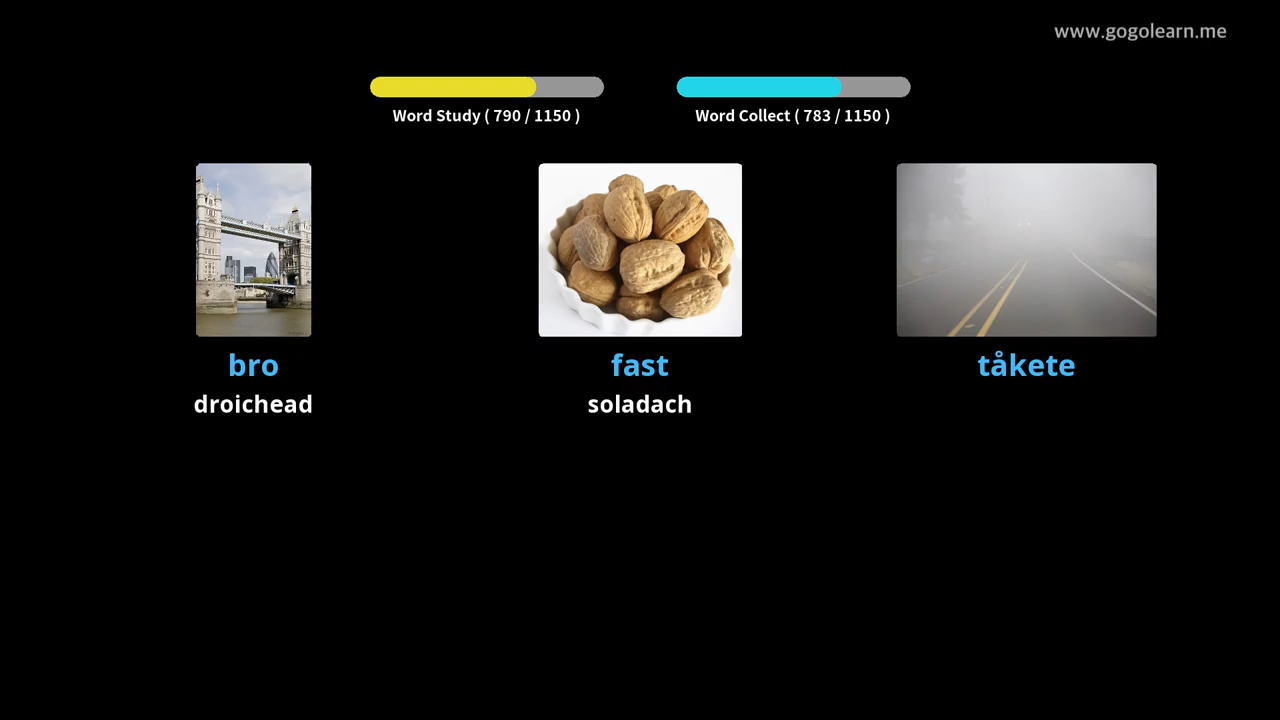 www.gogolearn.me
Word Study ( 790 / 1150 )
Word Collect ( 783 / 1150 )
bro
droichead
fast
soladach
tåkete